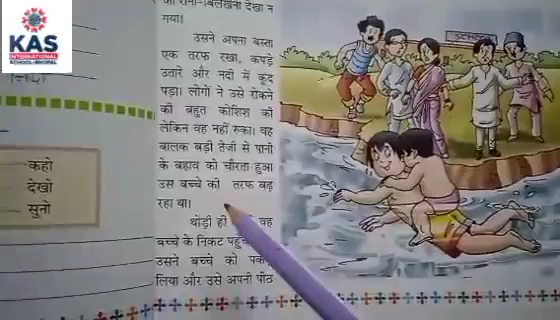 KAS
INTERNATIONAL
SCHOOL-BHOPAL
गया।
उसने अपना बस्ता
एक तरफ रखा, कपड़े
उतारे और नदी में कूद
पड़ा। लोगों ने उसे रोकने
की बहुत कोशिश की
लेकिन वह नहीं रुका। वह
बालक बड़ी तेजी से पानी
के बहाव को चीरता हुआ
उस बच्चे की तरफ बढ़
रहा था।
थोड़ी ही वह
बच्चे के निकट
उसने बच्चे को
लिया और उसे अपनी पीठ
कहो
देखो
सुनो
SCHOOL